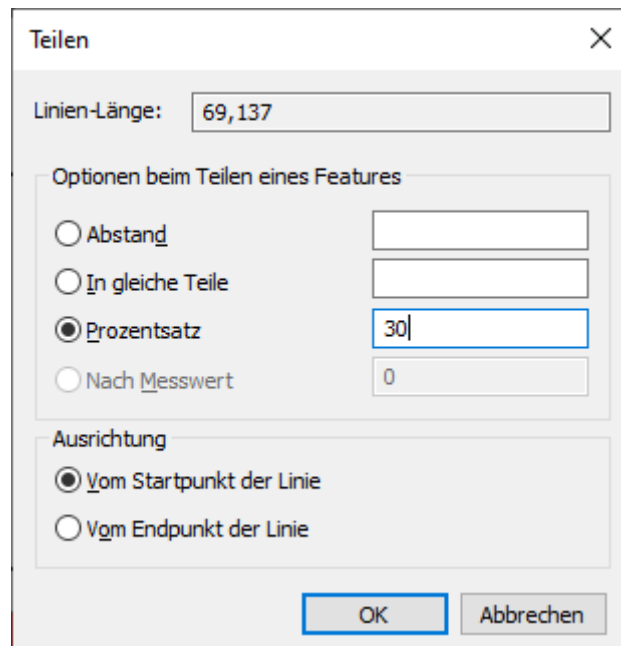 Teilen
Linien-Länge: 69,137
Optionen beim Teilen eines Features
Abstand
In gleiche Teile
Prozentsatz 30
Nach Messwert 0
Ausrichtung
Vom Startpunkt der Linie
Vom Endpunkt der Linie
OK Abbrechen